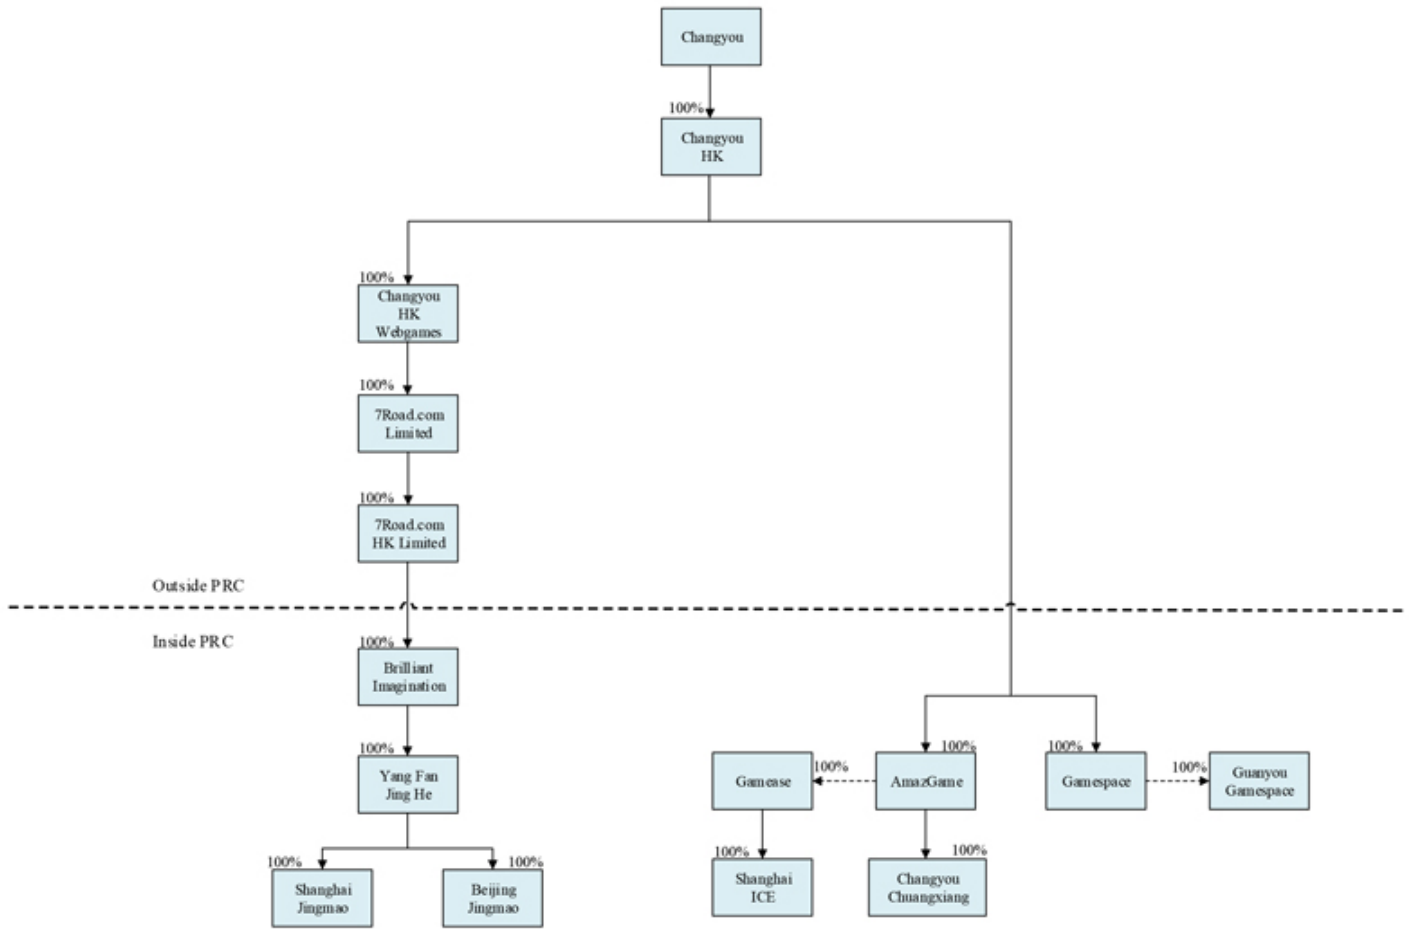 Changyou
100%
Changyou
HK
100%
Changyou
HK
Webgames
100%
7Road.com
Limited
100%
7Road.com
HK Limited
Outside PRC
Inside PRC
100%
Brilliant
Imagination
100%
Yang Fan
Jing He
100%
Shanghai
Jingmao
100%
Beijing
Jingmao
Gamease
100%
100%
AmazGame
100%
Gamespace
100%
Guanyou
Gamespace
100%
Shanghai
ICE
100%
Changyou
Chuangxiang